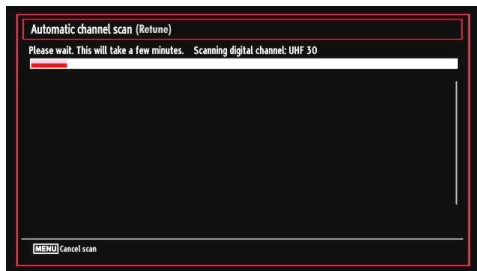 Automatic channel scan (Retune)
Please wait. This will take a few minutes. Scanning digital channel: UHF 30
MENU Cancel scan